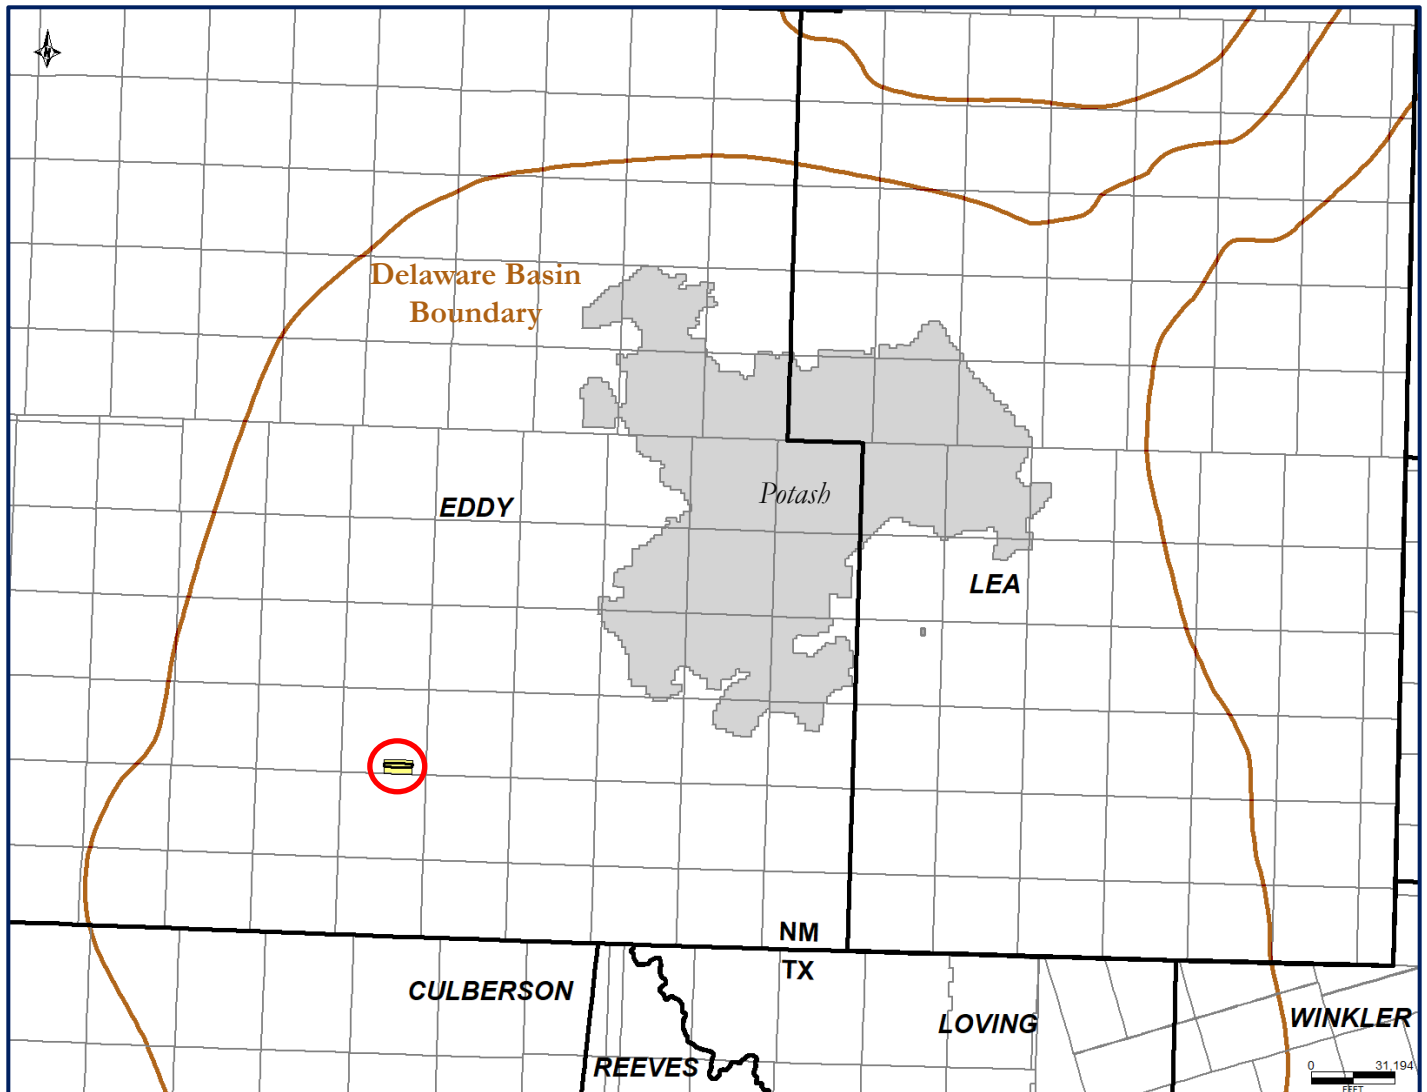 N
Delaware Basin
Boundary
Potash
EDDY
LEA
NM
TX
CULBERSON
LOVING
WINKLER
REEVES
0 31,194
FEET